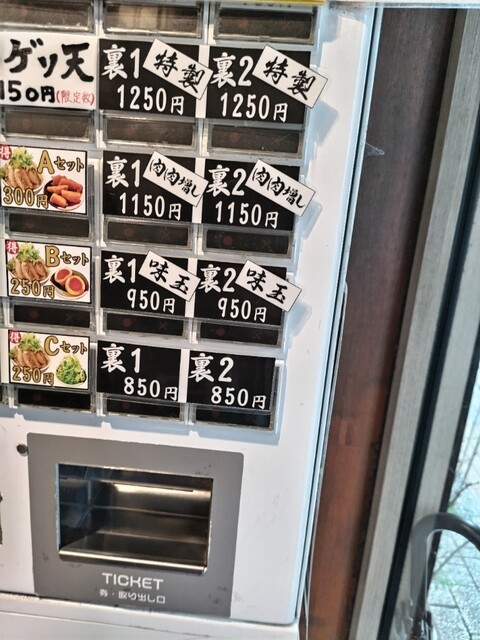 ゲソ天
150円(限定数)
裏1 特製
1250円
裏2 特製
1250円
得 Aセット
300円
裏1 肉肉増し
1150円
裏2 肉肉増し
1150円
得 Bセット
250円
裏1 味玉
950円
裏2 味玉
950円
得 Cセット
250円
裏1
850円
裏2
850円
TICKET
券・取り出し口